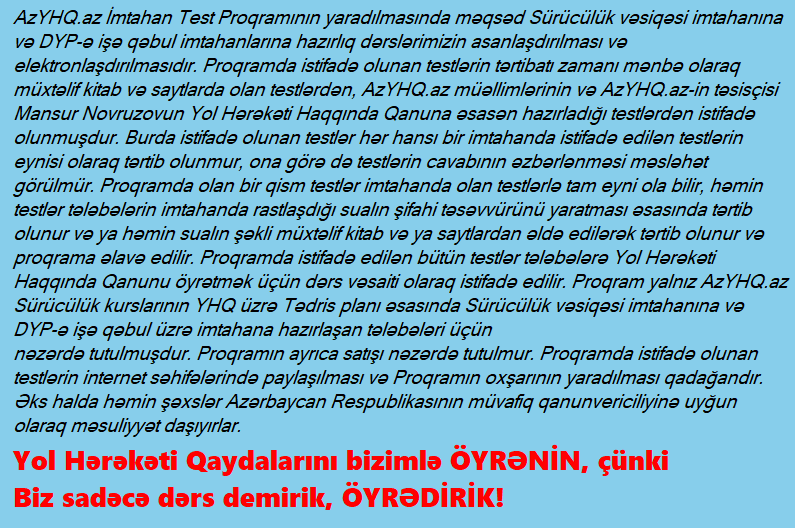 AzYHQ.az İmtahan Test Proqramının yaradılmasında məqsəd Sürücülük vəsiqəsi imtahanına
və DYP-ə işə qəbul imtahanlarına hazırlıq dərslərimizin asanlaşdırılması və
elektronlaşdırılmasıdır. Proqramda istifadə olunan testlərin tərtibatı zamanı mənbə olaraq
müxtəlif kitab və saytlarda olan testlərdən, AzYHQ.az müəllimlərinin və AzYHQ.az-in təsisçisi
Mansur Novruzovun Yol Hərəkəti Haqqında Qanuna əsasən hazırladığı testlərdən istifadə
olunmuşdur. Burda istifadə olunan testlər hər hansı bir imtahanda istifadə edilən testlərin
eynisi olaraq tərtib olunmur, ona görə də testlərin cavabının əzbərlənməsi məsləhət
görülmür. Proqramda olan bir qism testlər imtahanda olan testlərlə tam eyni ola bilir, həmin
testlər tələbələrin imtahanda rastlaşdığı sualın şifahi təsəvvürünü yaratması əsasında tərtib
olunur və ya həmin sualın şəkli müxtəlif kitab və ya saytlardan əldə edilərək tərtib olunur və
proqrama əlavə edilir. Proqramda istifadə edilən bütün testlər tələbələrə Yol Hərəkəti
Haqqında Qanunu öyrətmək üçün dərs vəsaiti olaraq istifadə edilir. Proqram yalnız AzYHQ.az
Sürücülük kurslarının YHQ üzrə Tədris planı əsasında Sürücülük vəsiqəsi imtahanına və
DYP-ə işə qəbul üzrə imtahana hazırlaşan tələbələri üçün
nəzərdə tutulmuşdur. Proqramın ayrıca satışı nəzərdə tutulmur. Proqramda istifadə olunan
testlərin internet səhifələrində paylaşılması və Proqramın oxşarının yaradılması qadağandır.
Əks halda həmin şəxslər Azərbaycan Respublikasının müvafiq qanunvericiliyinə uyğun
olaraq məsuliyyət daşıyırlar.
Yol Hərəkəti Qaydalarını bizimlə ÖYRƏNİN, çünki
Biz sadəcə dərs demirik, ÖYRƏDİRİK!